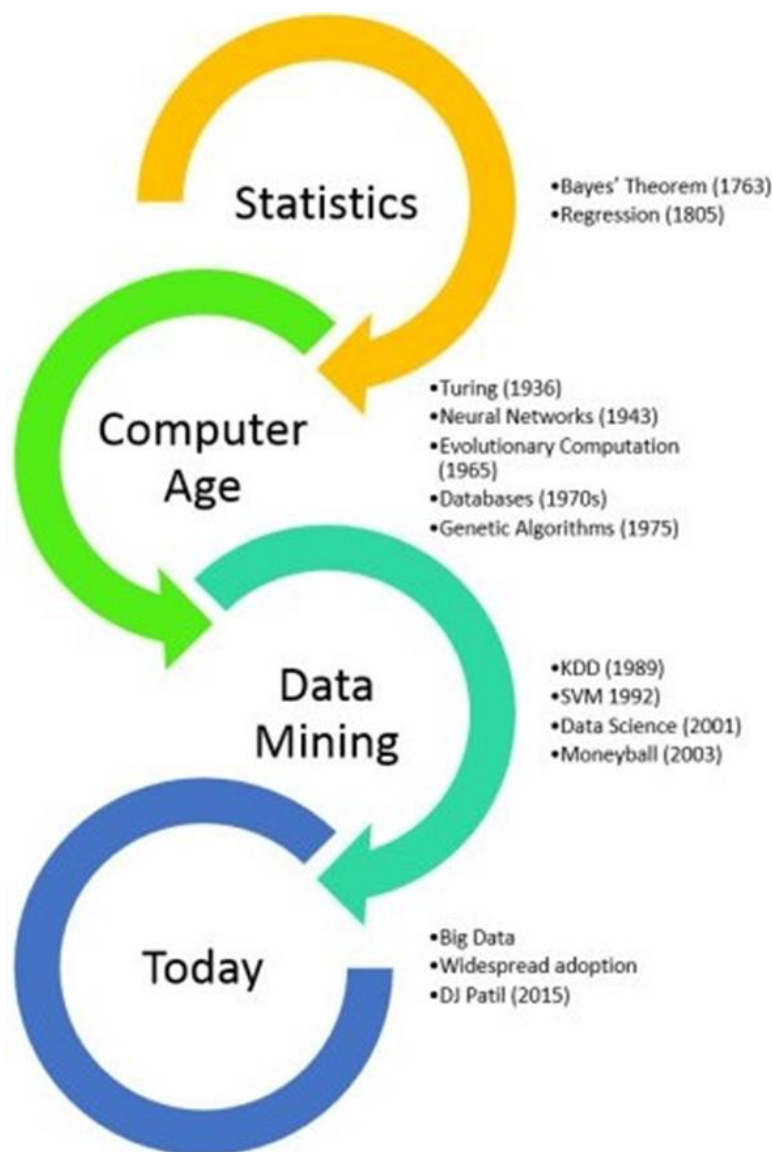 Statistics
•Bayes’ Theorem (1763)
•Regression (1805)
Computer
Age
•Turing (1936)
•Neural Networks (1943)
•Evolutionary Computation
(1965)
•Databases (1970s)
•Genetic Algorithms (1975)
Data
Mining
•KDD (1989)
•SVM 1992)
•Data Science (2001)
•Moneyball (2003)
Today
•Big Data
•Widespread adoption
•DJ Patil (2015)